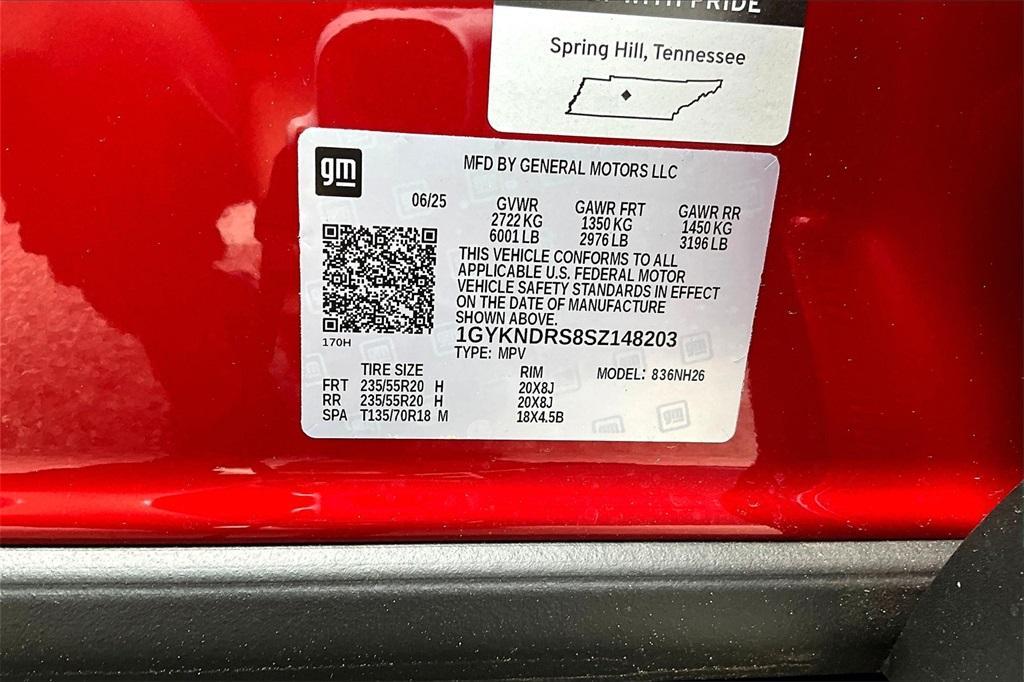 WITH PRIDE
Spring Hill, Tennessee
gm
MFD BY GENERAL MOTORS LLC
06/25
GVWR GAWR FRT GAWR RR
2722 KG 1350 KG 1450 KG
6001 LB 2976 LB 3196 LB
THIS VEHICLE CONFORMS TO ALL
APPLICABLE U.S. FEDERAL MOTOR
VEHICLE SAFETY STANDARDS IN EFFECT
ON THE DATE OF MANUFACTURE
SHOWN ABOVE.
1GYKNDRS8SZ148203
170H
TYPE: MPV
TIRE SIZE RIM MODEL: 836NH26
FRT 235/55R20 H 20X8J
RR 235/55R20 H 20X8J
SPA T135/70R18 M 18X4.5B
gm